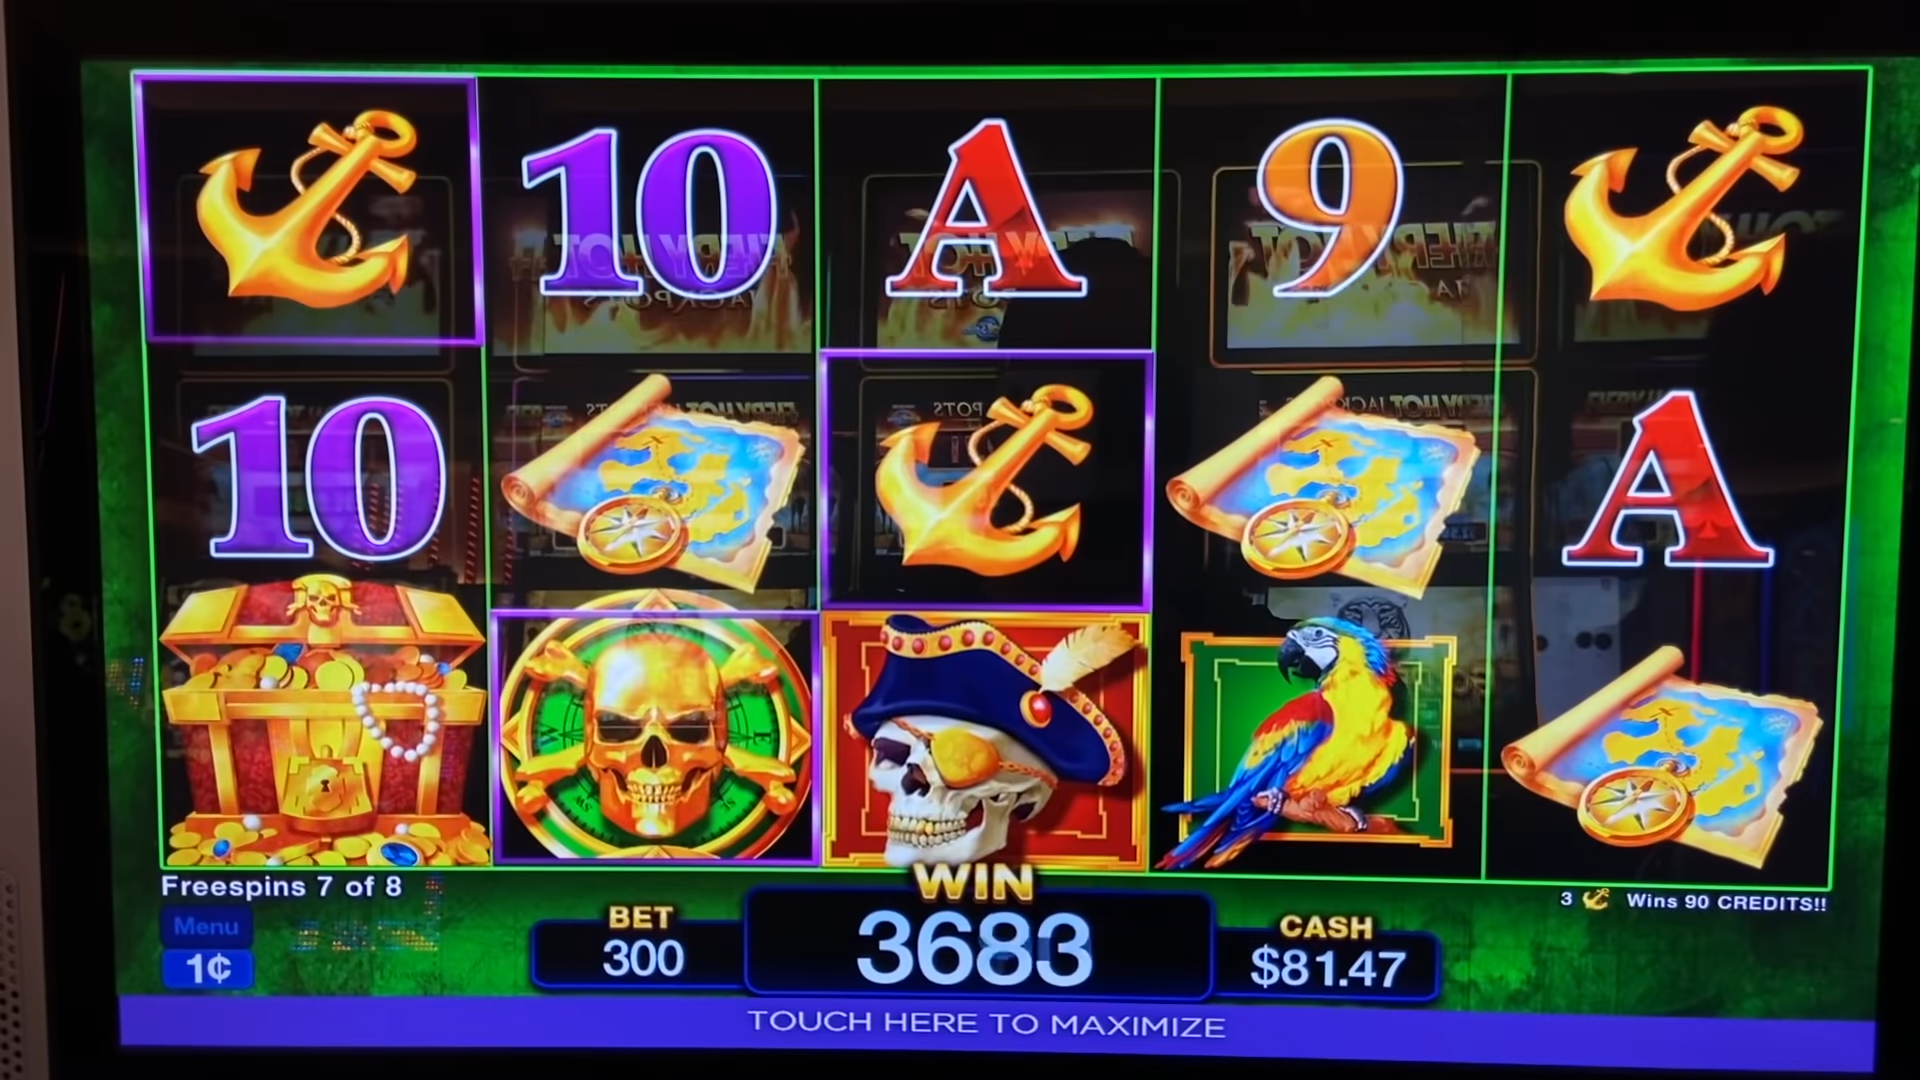 10 A 9
10 A
Freespins 7 of 8
3 Wins 90 CREDITS!!
Menu
1¢
BET
300
WIN
3683
CASH
$81.47
TOUCH HERE TO MAXIMIZE